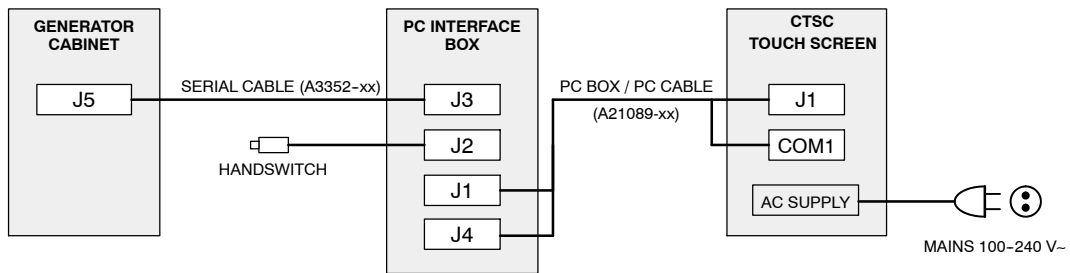 GENERATOR
CABINET
J5
SERIAL CABLE (A3352-xx)
HANDSWITCH
PC INTERFACE
BOX
J3
J2
J1
J4
PC BOX / PC CABLE
(A21089-xx)
CTSC
TOUCH SCREEN
J1
COM1
AC SUPPLY
MAINS 100-240 V~